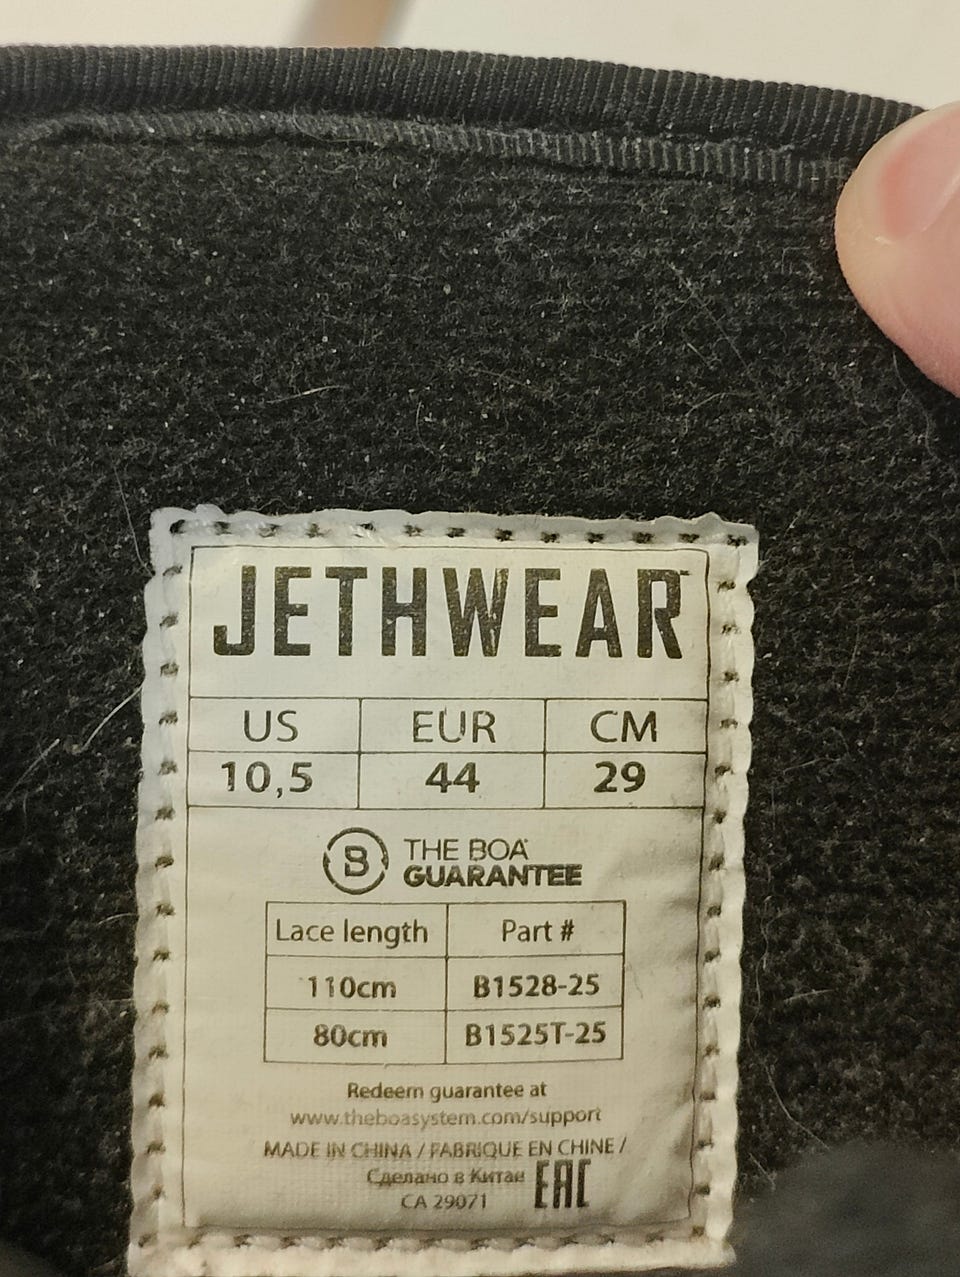 JETHWEAR™
US EUR CM
10,5 44 29
B THE BOA
GUARANTEE
Lace length Part #
110cm B1528-25
80cm B1525T-25
Redeem guarantee at
www.theboasystem.com/support
MADE IN CHINA / FABRIQUE EN CHINE /
Сделано в Китае EAC
CA 29071